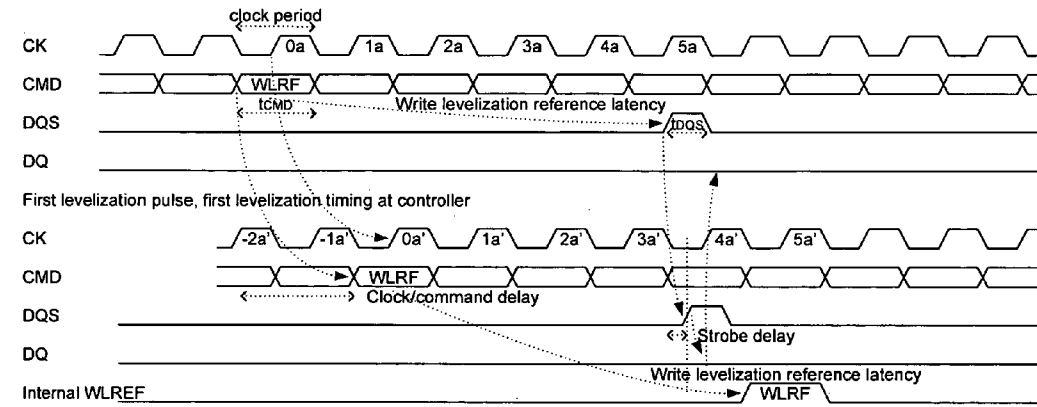 clock period
CK 0a 1a 2a 3a 4a 5a
CMD WLRF
tCMD Write levelization reference latency
DQS tDQS
DQ
First levelization pulse, first levelization timing at controller
CK -2a' -1a' 0a' 1a' 2a' 3a' 4a' 5a'
CMD WLRF
Clock/command delay
DQS
Strobe delay
DQ
Write levelization reference latency
Internal WLREF WLRF